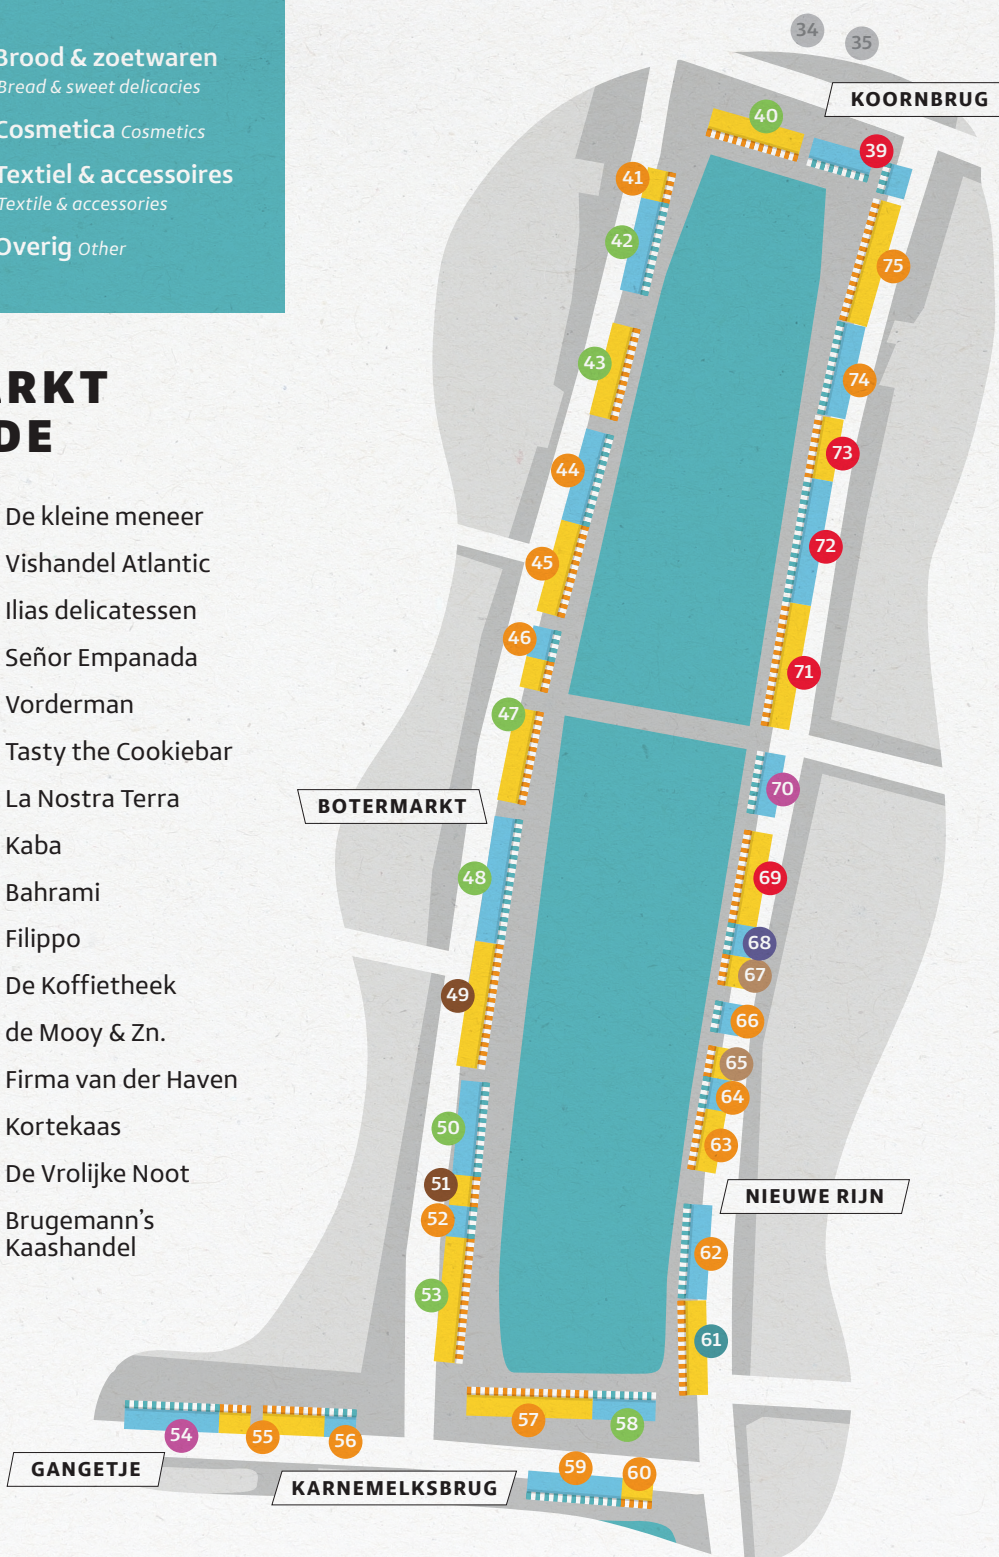 Brood & zoetwaren
Bread & sweet delicacies
Cosmetica Cosmetics
Textiel & accessoires
Textile & accessories
Overig Other
RKT
DE
De kleine meneer
Vishandel Atlantic
Ilias delicatessen
Señor Empanada
Vorderman
Tasty the Cookiebar
La Nostra Terra
Kaba
Bahrami
Filippo
De Koffietheek
de Mooy & Zn.
Firma van der Haven
Kortekaas
De Vrolijke Noot
Brugemann's
Kaashandel
34
35
KOORNBRUG
40
39
41
42
75
43
74
73
44
72
45
46
71
47
70
BOTERMARKT
48
69
68
67
49
66
65
64
50
63
51
NIEUWE RIJN
52
62
53
61
57
58
54
55
56
GANGETJE
59
60
KARNEMELKSBRUG